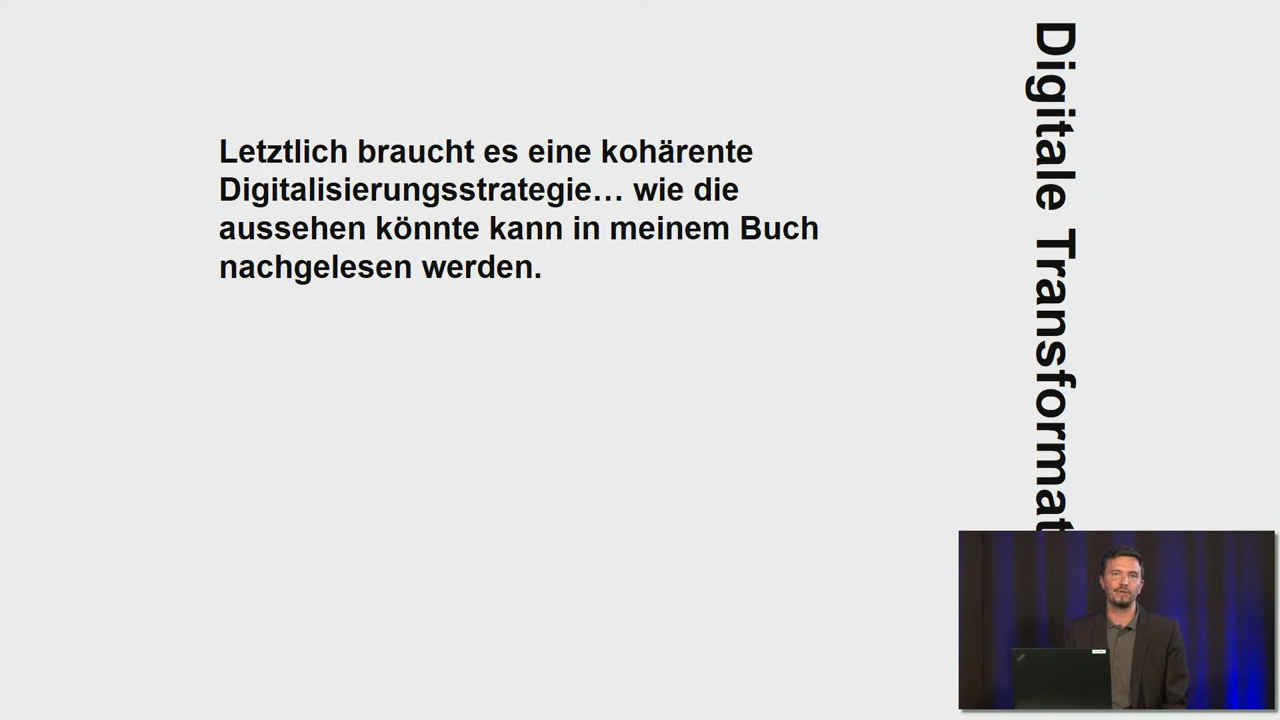 Letztlich braucht es eine kohärente
Digitalisierungsstrategie… wie die
aussehen könnte kann in meinem Buch
nachgelesen werden.
Digitale Transformat